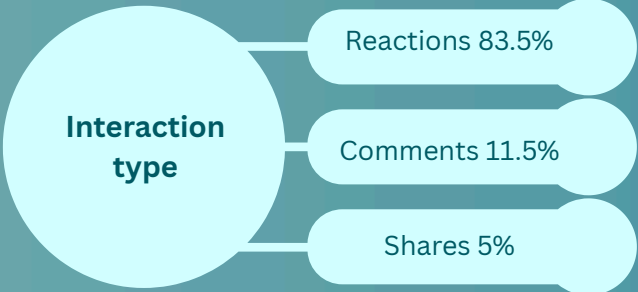 Interaction
type
Reactions 83.5%
Comments 11.5%
Shares 5%